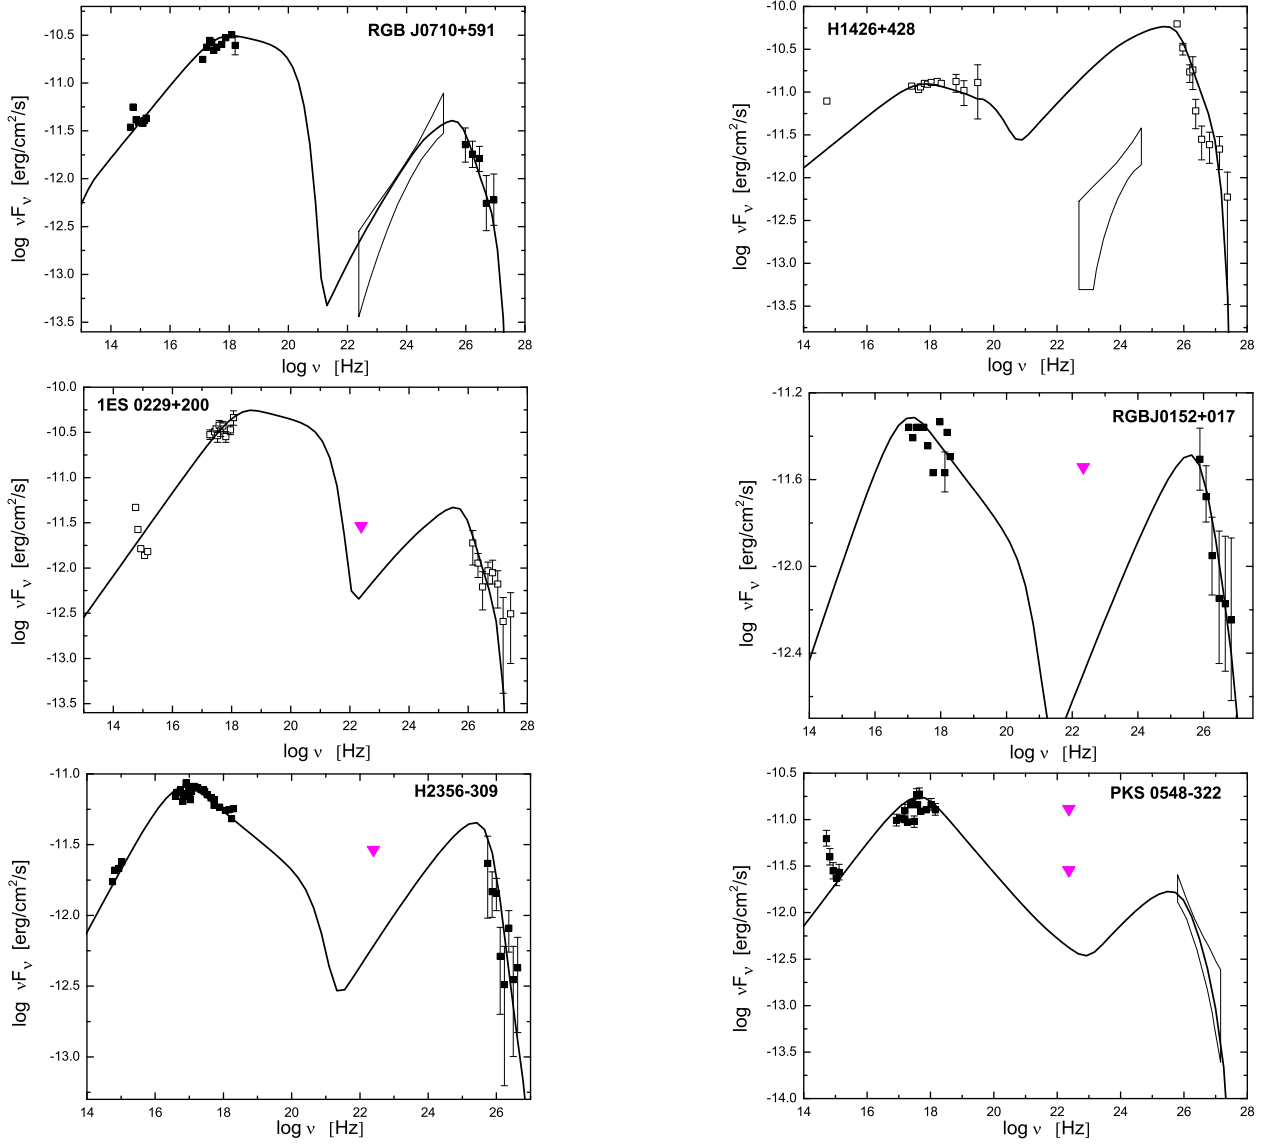 RGB J0710+591
-10.5
-11.0
-11.5
-12.0
-12.5
-13.0
-13.5
log νFν [erg/cm²/s]
14 16 18 20 22 24 26 28
log ν [Hz]
H1426+428
-10.0
-10.5
-11.0
-11.5
-12.0
-12.5
-13.0
-13.5
log νFν [erg/cm²/s]
14 15 16 17 18 19 20 21 22 23 24 25 26 27 28
log ν [Hz]
1ES 0229+200
-10.0
-10.5
-11.0
-11.5
-12.0
-12.5
-13.0
-13.5
log νFν [erg/cm²/s]
14 16 18 20 22 24 26 28
log ν [Hz]
RGBJ0152+017
-11.2
-11.6
-12.0
-12.4
log νFν [erg/cm²/s]
14 16 18 20 22 24 26
log ν [Hz]
H2356-309
-11.0
-11.5
-12.0
-12.5
-13.0
log νFν [erg/cm²/s]
14 16 18 20 22 24 26
log ν [Hz]
PKS 0548-322
-10.5
-11.0
-11.5
-12.0
-12.5
-13.0
-13.5
-14.0
log νFν [erg/cm²/s]
14 16 18 20 22 24 26 28
log ν [Hz]